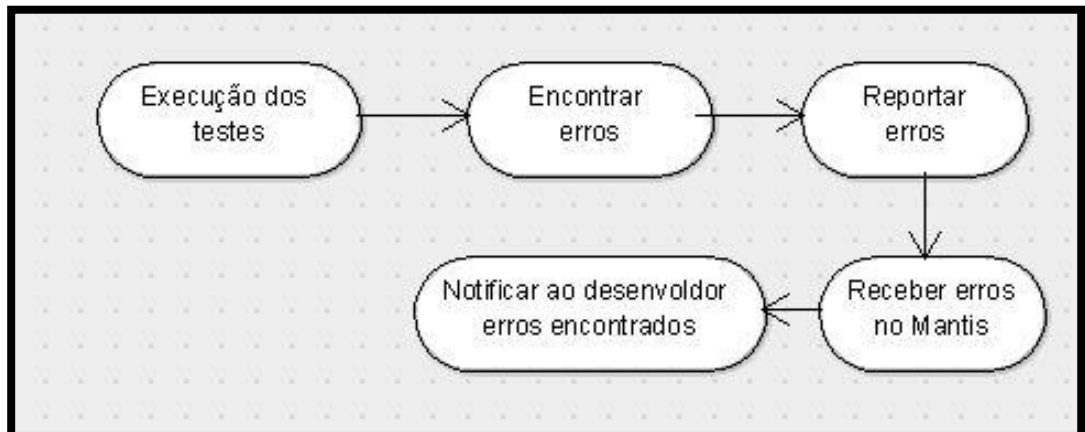 Execução dos
testes
Encontrar
erros
Reportar
erros
Notificar ao desenvoldor
erros encontrados
Receber erros
no Mantis